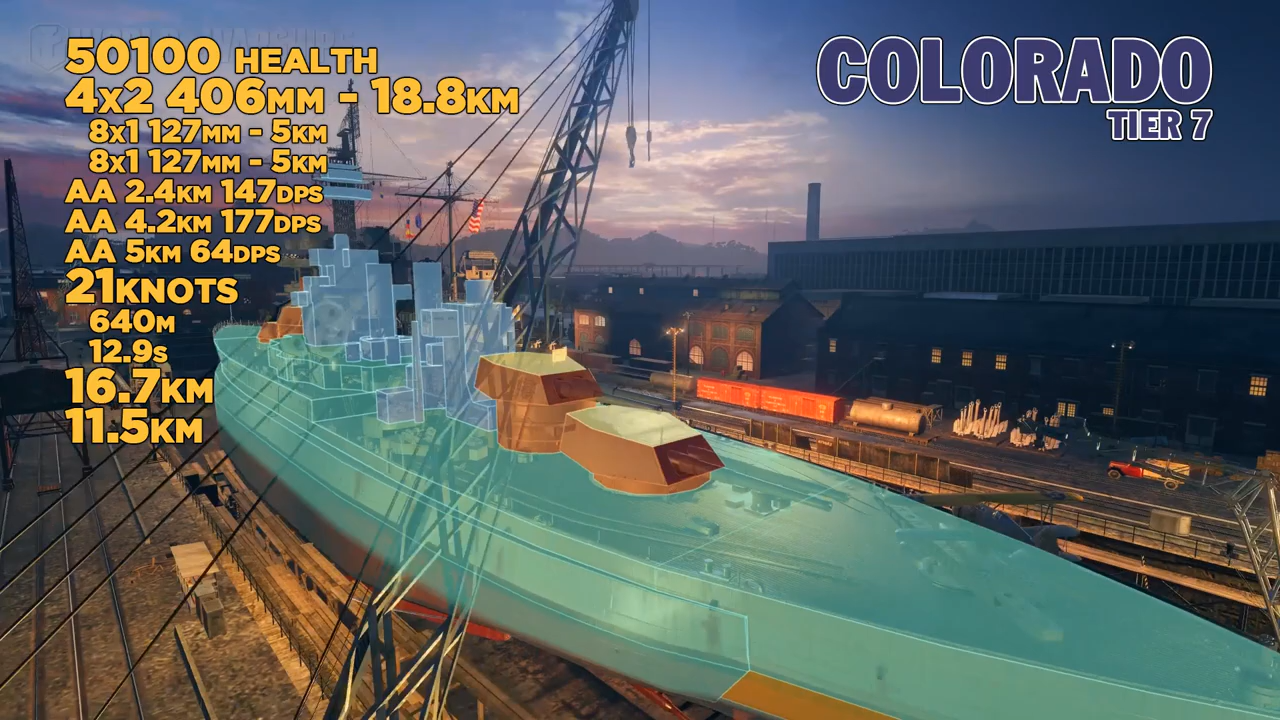 50100 HEALTH
4x2 406MM - 18.8KM
8x1 127MM - 5KM
8x1 127MM - 5KM
AA 2.4KM 147DPS
AA 4.2KM 177DPS
AA 5KM 64DPS
21KNOTS
640M
12.9S
16.7KM
11.5KM
COLORADO
TIER 7